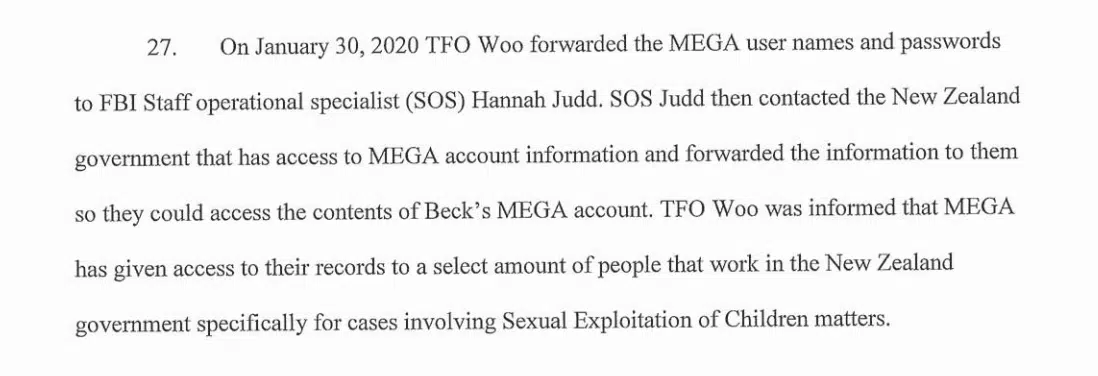 27. On January 30, 2020 TFO Woo forwarded the MEGA user names and passwords
to FBI Staff operational specialist (SOS) Hannah Judd. SOS Judd then contacted the New Zealand
government that has access to MEGA account information and forwarded the information to them
so they could access the contents of Beck's MEGA account. TFO Woo was informed that MEGA
has given access to their records to a select amount of people that work in the New Zealand
government specifically for cases involving Sexual Exploitation of Children matters.